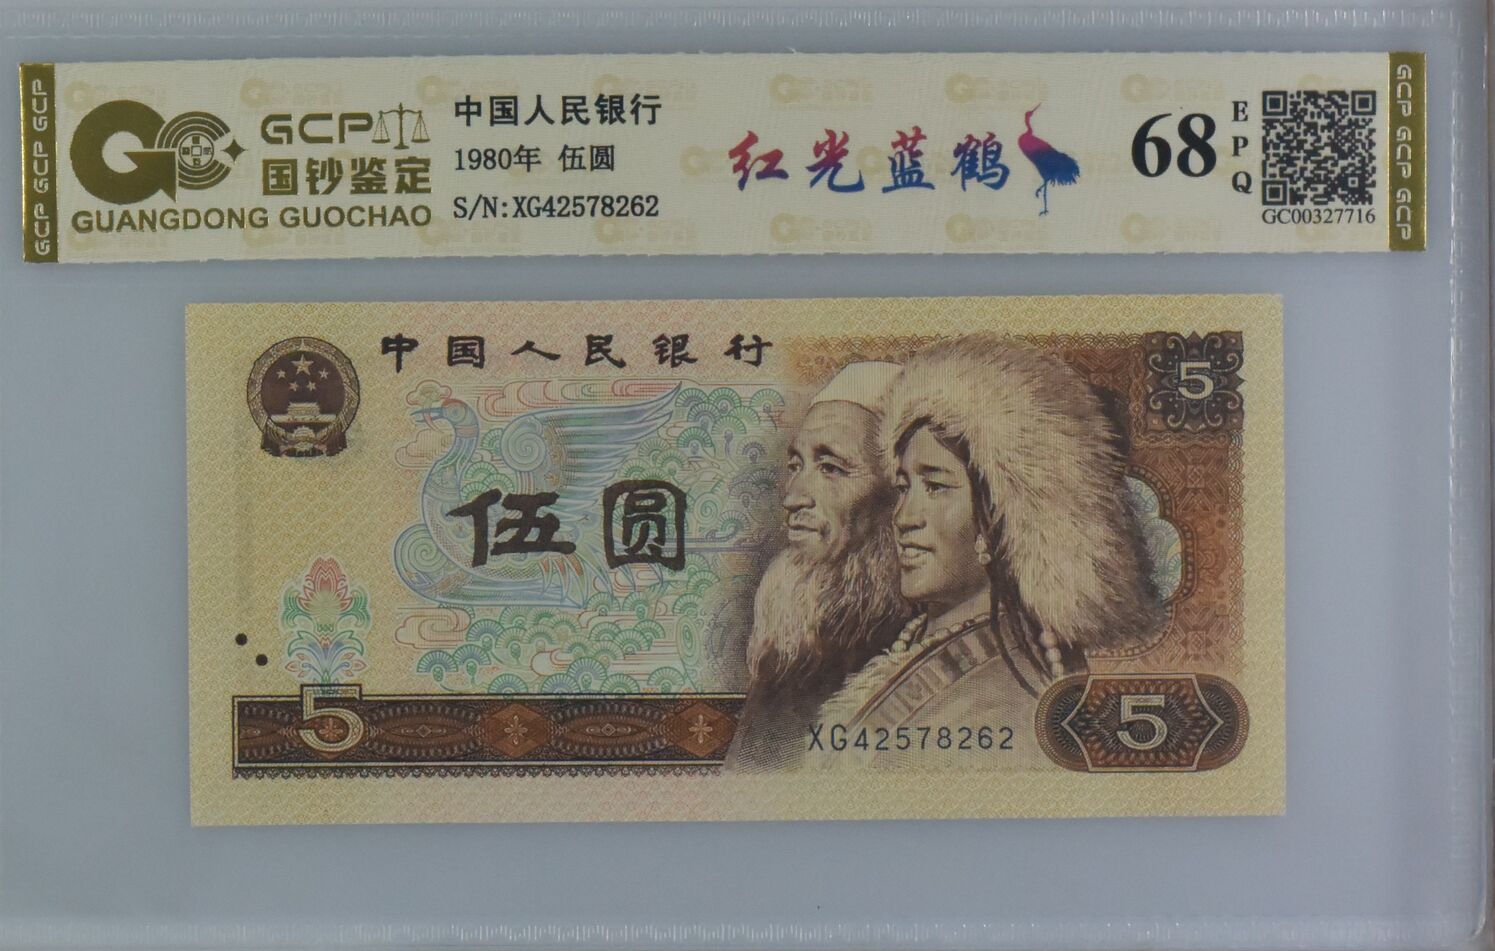 GCP
国钞鉴定
GUANGDONG GUOCHAO
中国人民银行
1980年 伍圆
S/N:XG42578262
红光蓝鹤
68
EPQ
GC00327716
GCP GCP GCP
GCP GCP GCP
中国人民银行
5
伍圆
5
XG42578262
5